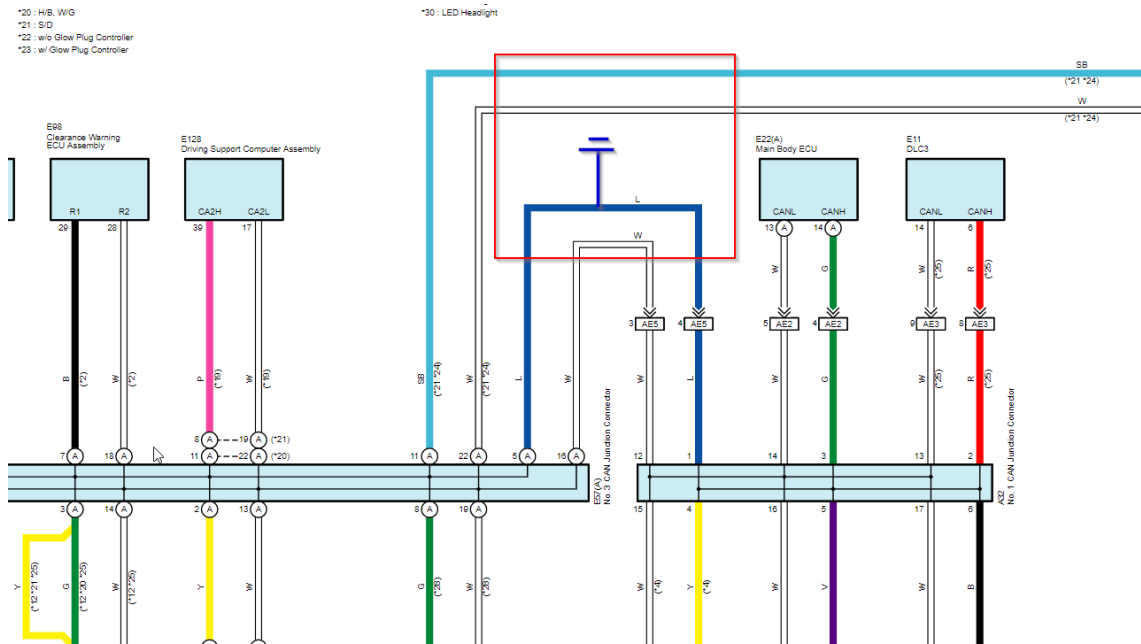 *20 : H/B, W/G
*21 : S/D
*22 : w/o Glow Plug Controller
*23 : w/ Glow Plug Controller
*30 : LED Headlight
SB
(*21 *24)
W
(*21 *24)
E98
Clearance Warning
ECU Assembly
E128
Driving Support Computer Assembly
E22(A)
Main Body ECU
E11
DLC3
R1 R2 CA2H CA2L CANL CANH CANL CANH
L
W
29 28 39 17 13 A 14 A 14 6
W G W (*25) R (*25)
3 AE5 4 AE5 5 AE2 4 AE2 9 AE3 8 AE3
B (*2) W (*2) P (*19) W (*19) SB (*21 *24) W (*21 *24) L W W L W G W (*25) R (*25)
8 A 19 A (*21)
7 A 18 A 11 A 22 A (*20) 11 A 22 A 5 A 16 A 12 1 14 3 13 2
E57(A)
No. 3 CAN Junction Connector
A32
No. 1 CAN Junction Connector
3 A 14 A 2 A 13 A 8 A 19 A 15 4 16 5 17 6
Y (*12 *21 *25) G (*12 *20 *25) W (*12 *25) Y W G (*28) W (*28) W (*4) Y (*4) W V W B